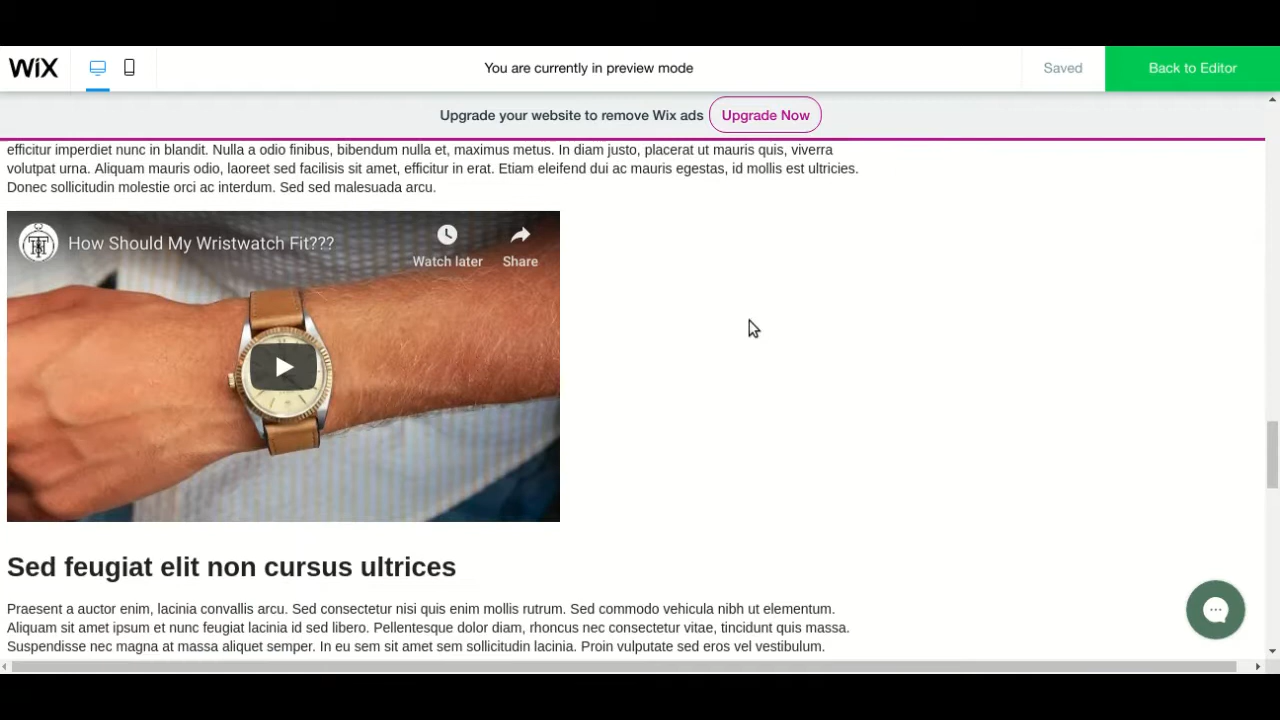 WiX
You are currently in preview mode
Saved
Back to Editor
Upgrade your website to remove Wix ads
Upgrade Now
efficitur imperdiet nunc in blandit. Nulla a odio finibus, bibendum nulla et, maximus metus. In diam justo, placerat ut mauris quis, viverra
volutpat urna. Aliquam mauris odio, laoreet sed facilisis sit amet, efficitur in erat. Etiam eleifend dui ac mauris egestas, id mollis est ultricies.
Donec sollicitudin molestie orci ac interdum. Sed sed malesuada arcu.
How Should My Wristwatch Fit???
Watch later
Share
Sed feugiat elit non cursus ultrices
Praesent a auctor enim, lacinia convallis arcu. Sed consectetur nisi quis enim mollis rutrum. Sed commodo vehicula nibh ut elementum.
Aliquam sit amet ipsum et nunc feugiat lacinia id sed libero. Pellentesque dolor diam, rhoncus nec consectetur vitae, tincidunt quis massa.
Suspendisse nec magna at massa aliquet semper. In eu sem sit amet sem sollicitudin lacinia. Proin vulputate sed eros vel vestibulum.